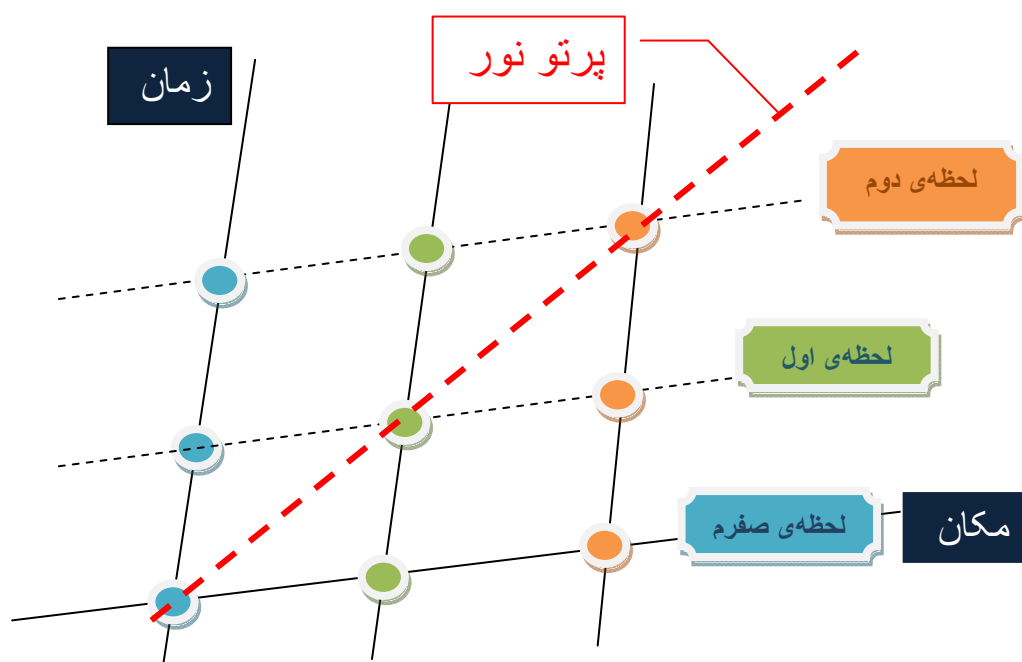 پرتو نور
زمان
لحظه‌ی دوم
لحظه‌ی اول
لحظه‌ی صفرم
مکان